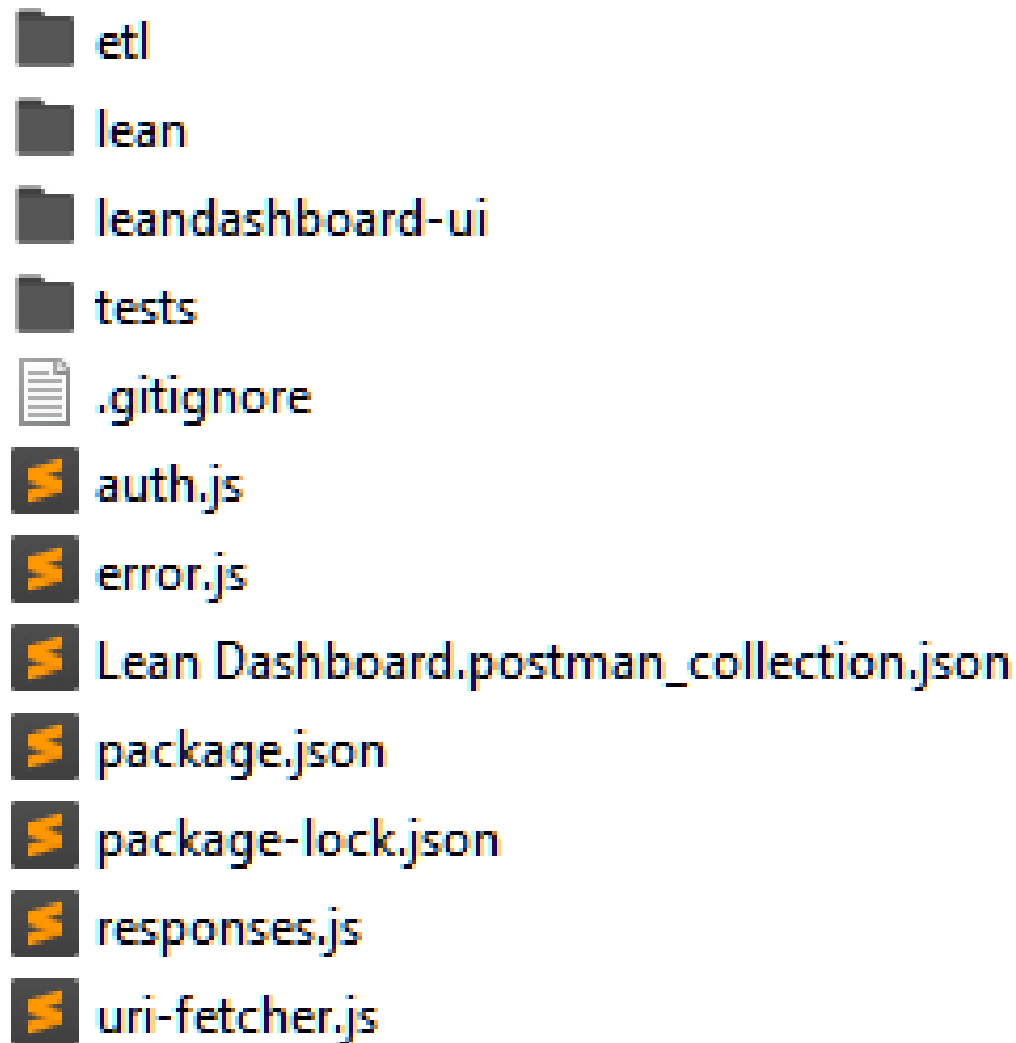 etl
lean
leandashboard-ui
tests
.gitignore
auth.js
error.js
Lean Dashboard.postman_collection.json
package.json
package-lock.json
responses.js
uri-fetcher.js